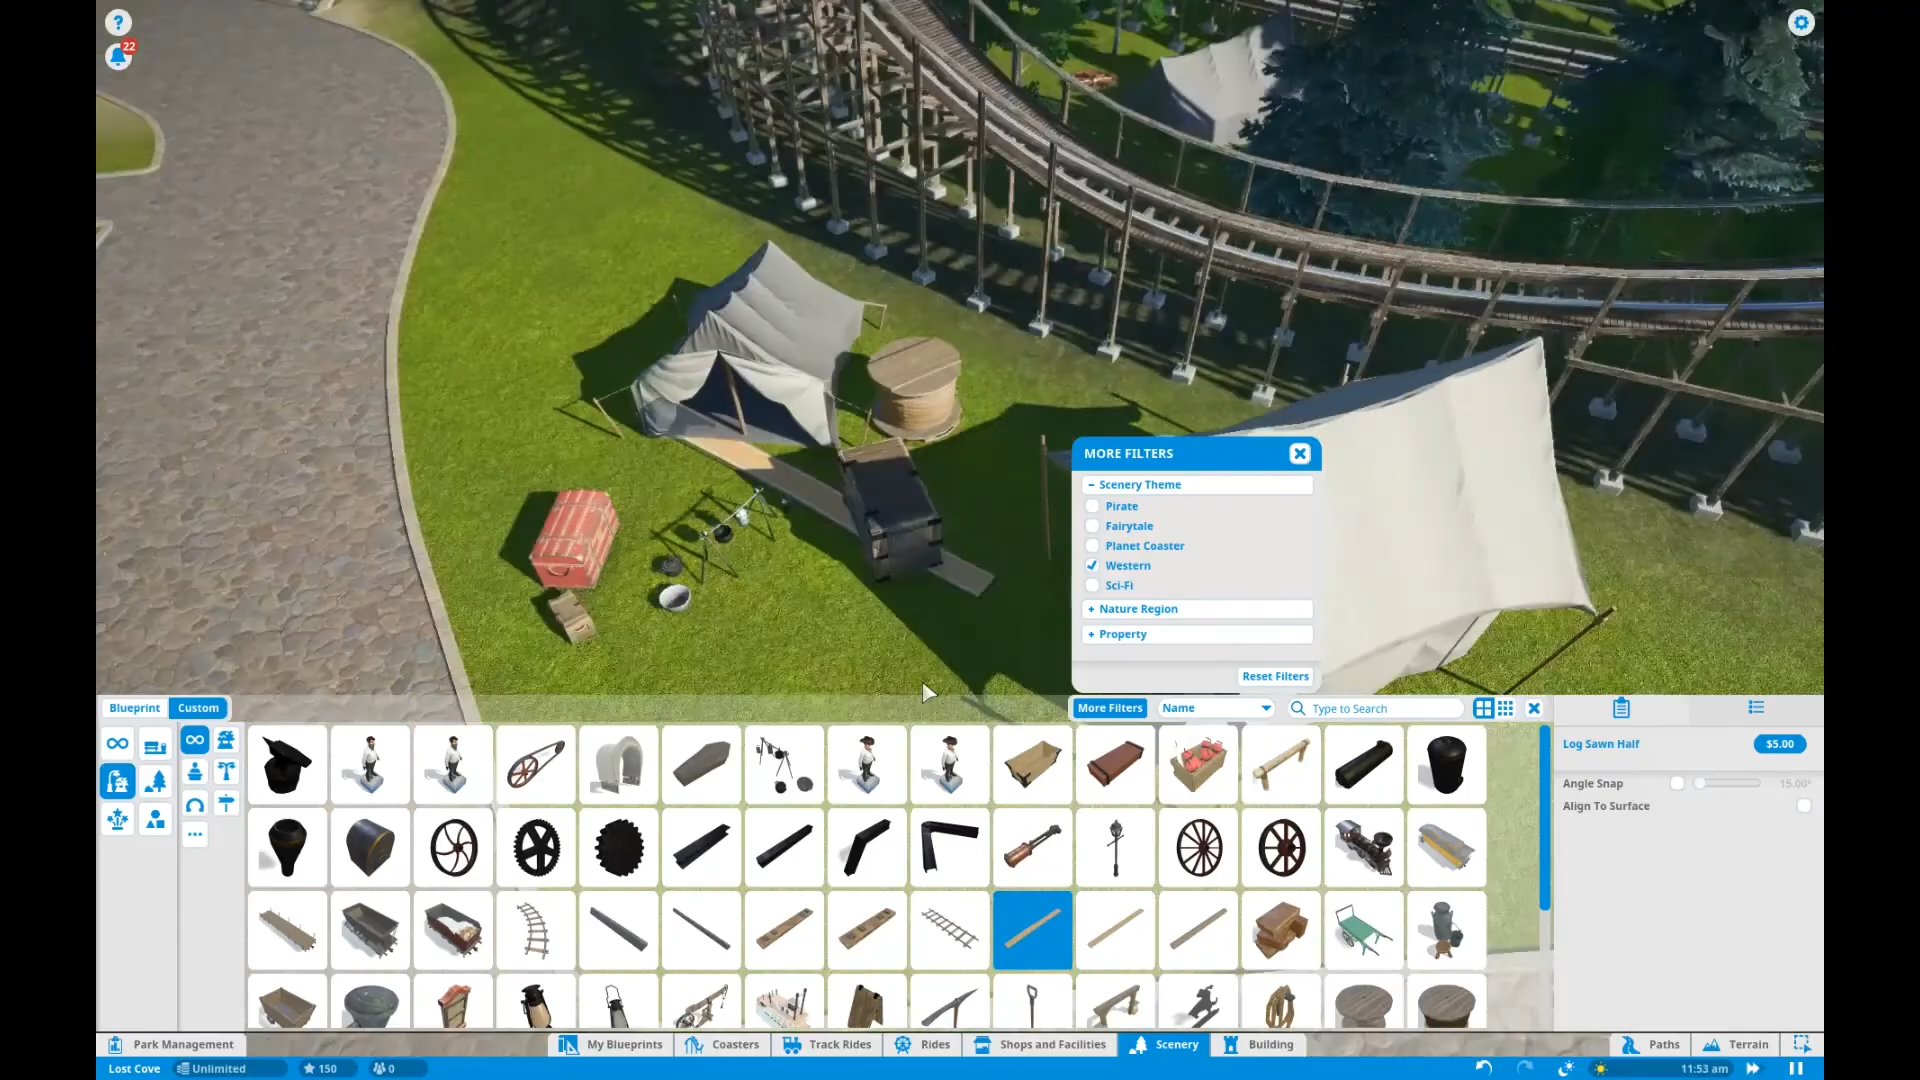 ?
22
MORE FILTERS
- Scenery Theme
Pirate
Fairytale
Planet Coaster
Western
Sci-Fi
+ Nature Region
+ Property
Reset Filters
Blueprint
Custom
More Filters
Name
Type to Search
Log Sawn Half
$5.00
Angle Snap
15.00°
Align To Surface
Park Management
My Blueprints
Coasters
Track Rides
Rides
Shops and Facilities
Scenery
Building
Paths
Terrain
Lost Cove
Unlimited
150
0
11:53 am